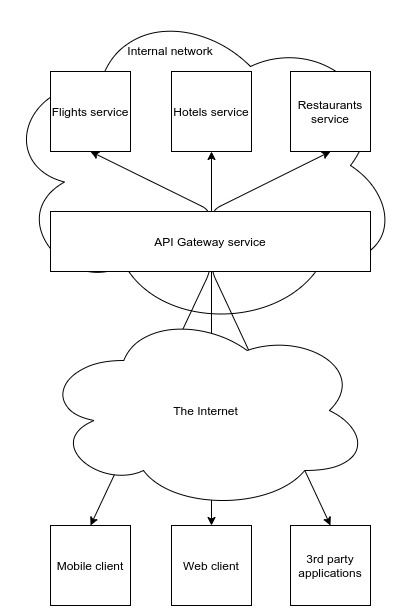 Internal network
Flights service
Hotels service
Restaurants
service
API Gateway service
The Internet
Mobile client
Web client
3rd party
applications